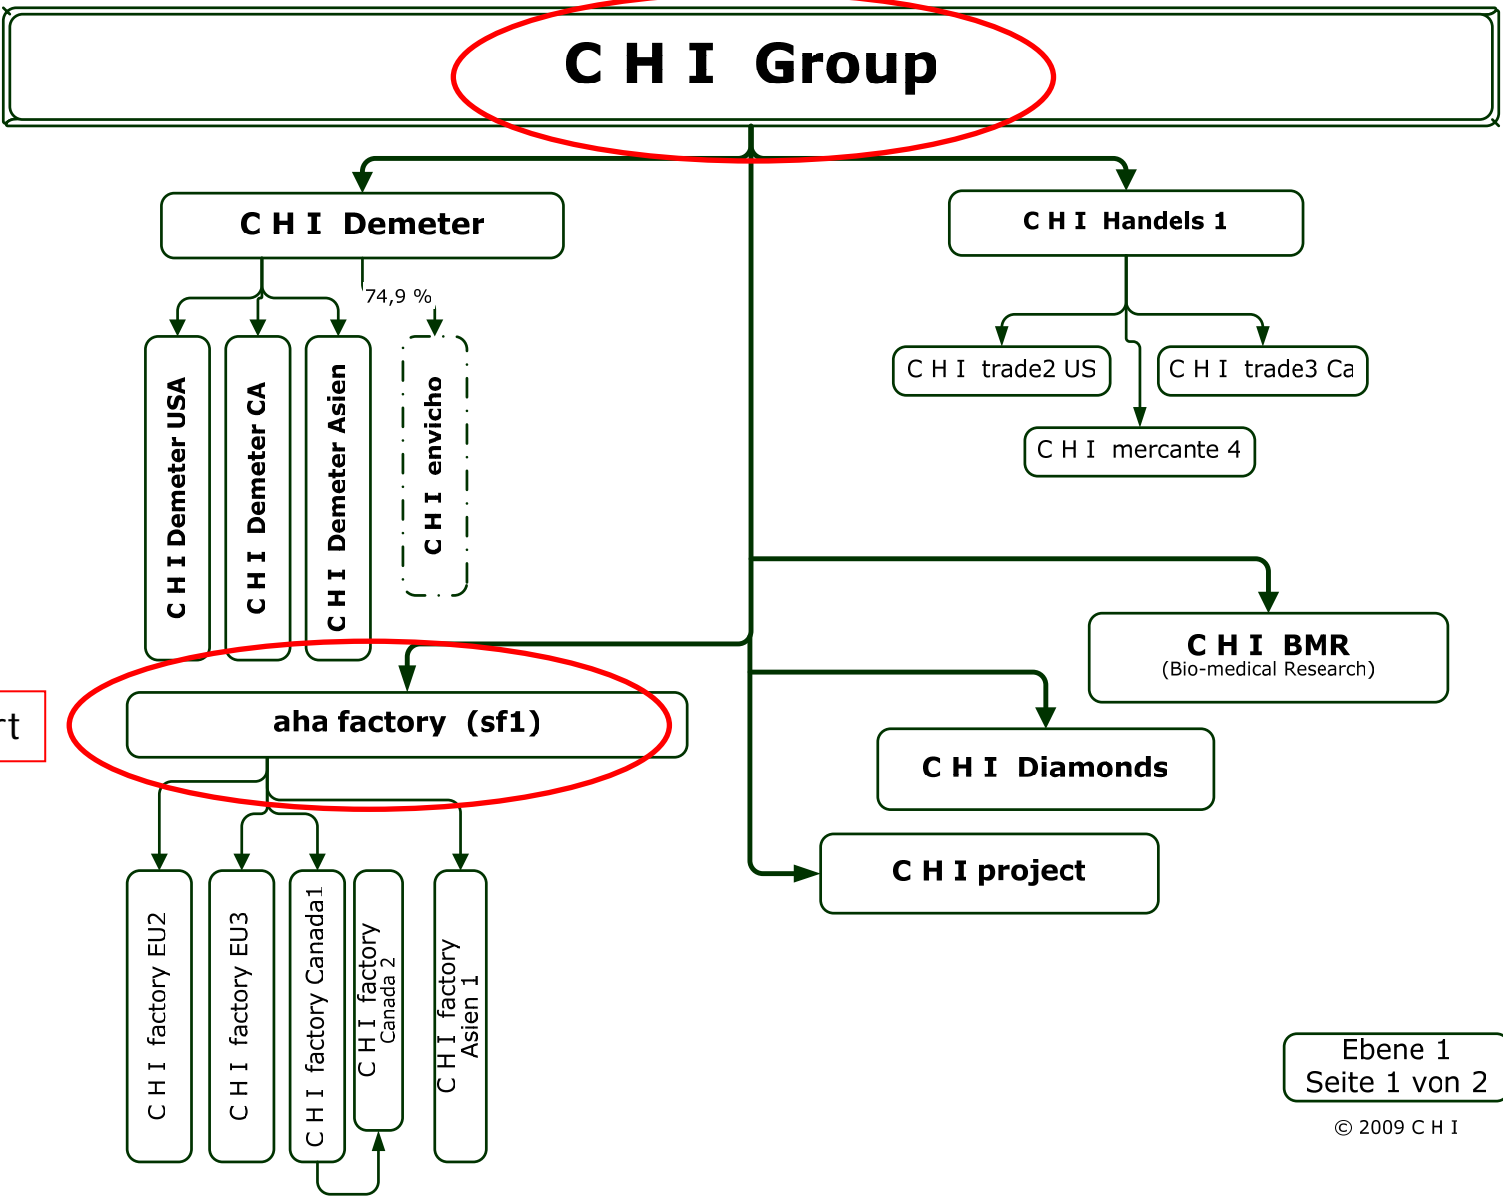 C H I Group
C H I Demeter
C H I Handels 1
74,9 %
C H I Demeter USA
C H I Demeter CA
C H I Demeter Asien
C H I envicho
C H I trade2 US
C H I trade3 Ca
C H I mercante 4
C H I BMR
(Bio-medical Research)
rt
aha factory (sf1)
C H I Diamonds
C H I project
C H I factory EU2
C H I factory EU3
C H I factory Canada1
C H I factory
Canada 2
C H I factory
Asien 1
Ebene 1
Seite 1 von 2
© 2009 C H I